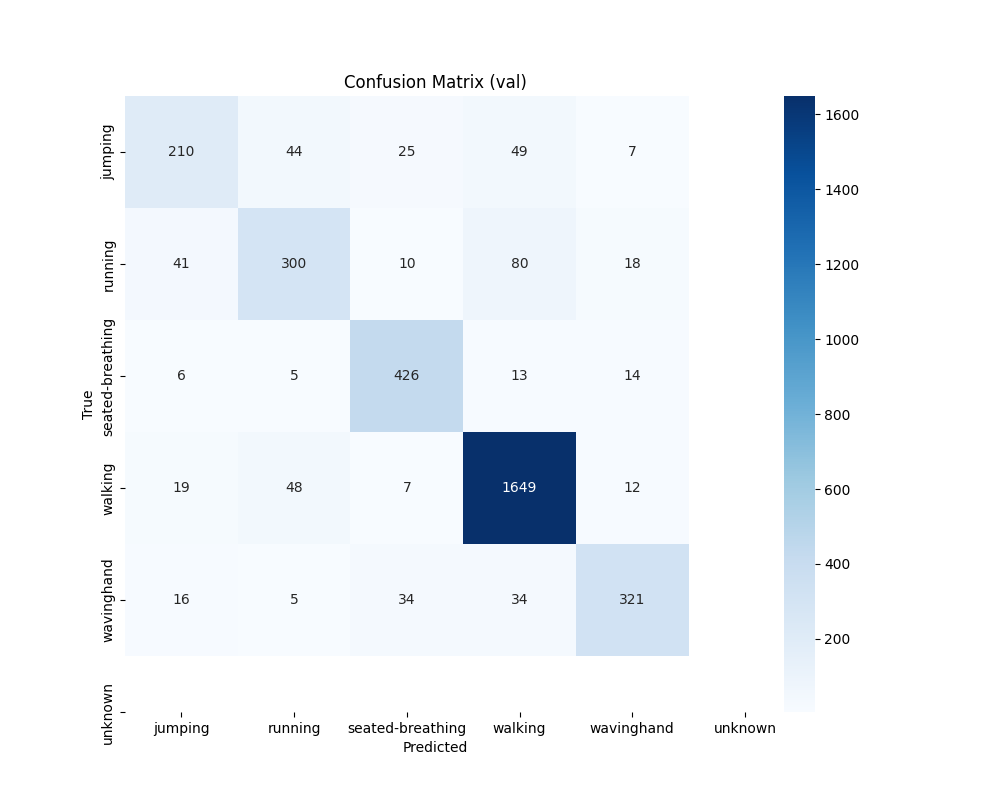 Confusion Matrix (val)
True
jumping 210 44 25 49 7
running 41 300 10 80 18
seated-breathing 6 5 426 13 14
walking 19 48 7 1649 12
wavinghand 16 5 34 34 321
unknown
jumping running seated-breathing walking wavinghand unknown
Predicted
1600
1400
1200
1000
800
600
400
200